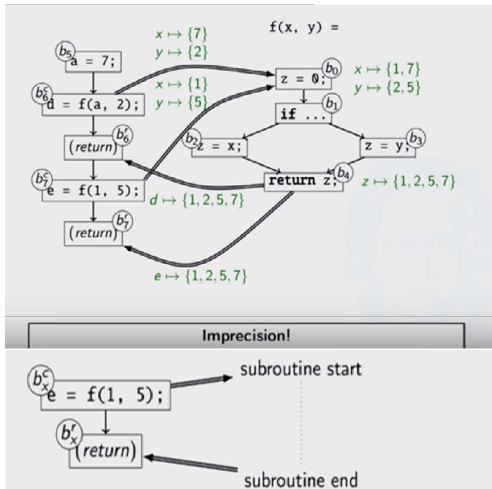 f(x, y) =
x ↦ {7}
y ↦ {2}
b₅
a = 7;
b₆ᶜ
d = f(a, 2);
x ↦ {1}
y ↦ {5}
b₀
z = 0;
x ↦ {1, 7}
y ↦ {2, 5}
b₁
if ...
b₆ʳ
(return)
b₂
z = x;
b₃
z = y;
b₇ᶜ
e = f(1, 5);
b₄
return z;
z ↦ {1, 2, 5, 7}
d ↦ {1, 2, 5, 7}
b₇ʳ
(return)
e ↦ {1, 2, 5, 7}
Imprecision!
bₓᶜ
e = f(1, 5);
subroutine start
bₓʳ
(return)
subroutine end